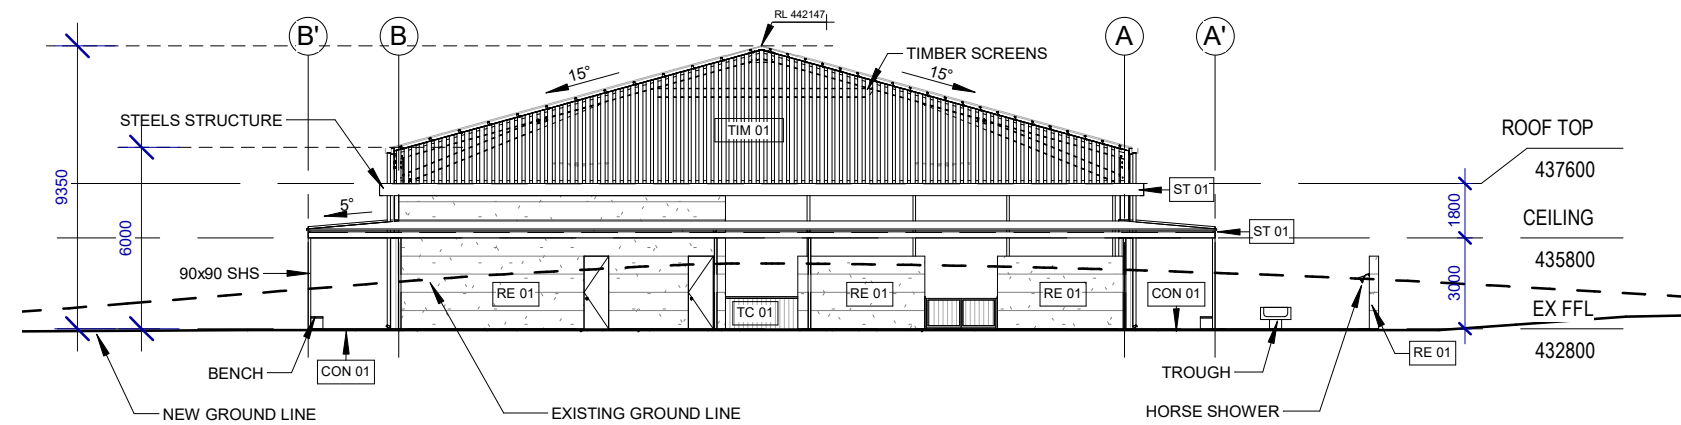 RL 442147
B'
B
A
A'
TIMBER SCREENS
15°
15°
STEELS STRUCTURE
TIM 01
ROOF TOP
437600
9350
6000
ST 01
5°
1800
CEILING
435800
ST 01
90x90 SHS
RE 01
RE 01
RE 01
CON 01
3000
TC 01
EX FFL
432800
RE 01
BENCH
CON 01
TROUGH
NEW GROUND LINE
EXISTING GROUND LINE
HORSE SHOWER